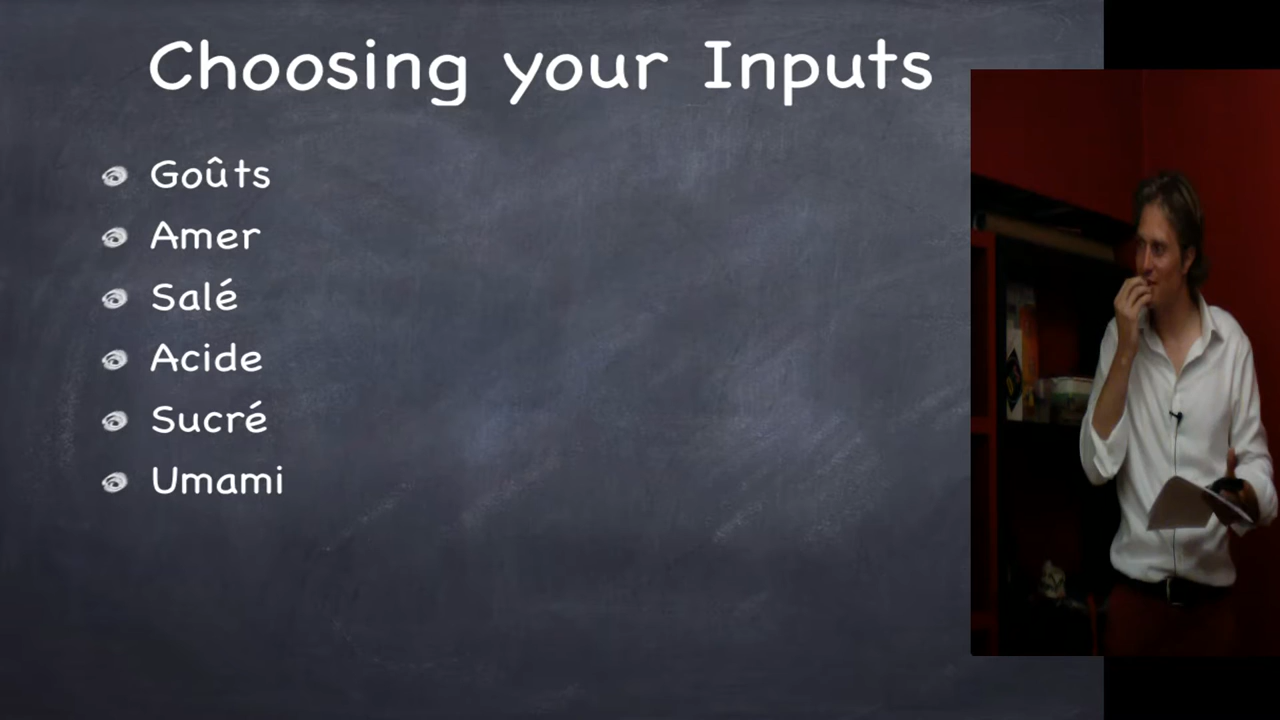 Choosing your Inputs
Goûts
Amer
Salé
Acide
Sucré
Umami